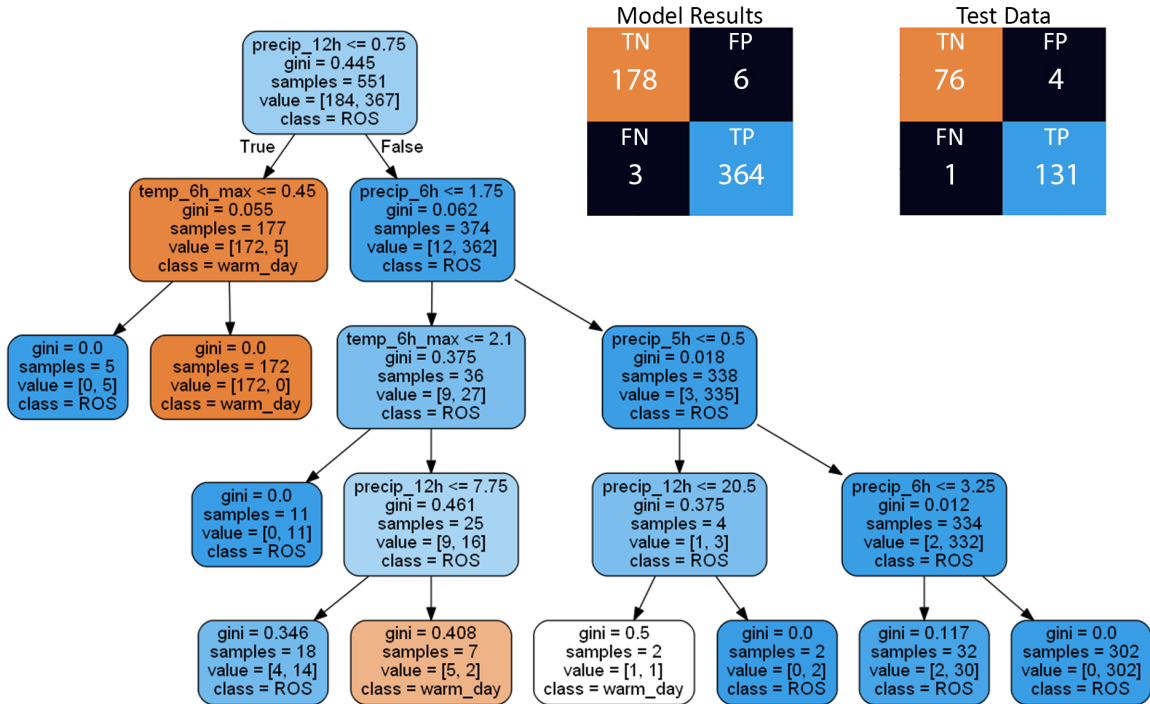 Model Results
TN
FP
178
6
FN
TP
3
364
Test Data
TN
FP
76
4
FN
TP
1
131
precip_12h <= 0.75
gini = 0.445
samples = 551
value = [184, 367]
class = ROS
True
False
temp_6h_max <= 0.45
gini = 0.055
samples = 177
value = [172, 5]
class = warm_day
precip_6h <= 1.75
gini = 0.062
samples = 374
value = [12, 362]
class = ROS
gini = 0.0
samples = 5
value = [0, 5]
class = ROS
gini = 0.0
samples = 172
value = [172, 0]
class = warm_day
temp_6h_max <= 2.1
gini = 0.375
samples = 36
value = [9, 27]
class = ROS
precip_5h <= 0.5
gini = 0.018
samples = 338
value = [3, 335]
class = ROS
gini = 0.0
samples = 11
value = [0, 11]
class = ROS
precip_12h <= 7.75
gini = 0.461
samples = 25
value = [9, 16]
class = ROS
precip_12h <= 20.5
gini = 0.375
samples = 4
value = [1, 3]
class = ROS
precip_6h <= 3.25
gini = 0.012
samples = 334
value = [2, 332]
class = ROS
gini = 0.346
samples = 18
value = [4, 14]
class = ROS
gini = 0.408
samples = 7
value = [5, 2]
class = warm_day
gini = 0.5
samples = 2
value = [1, 1]
class = warm_day
gini = 0.0
samples = 2
value = [0, 2]
class = ROS
gini = 0.117
samples = 32
value = [2, 30]
class = ROS
gini = 0.0
samples = 302
value = [0, 302]
class = ROS